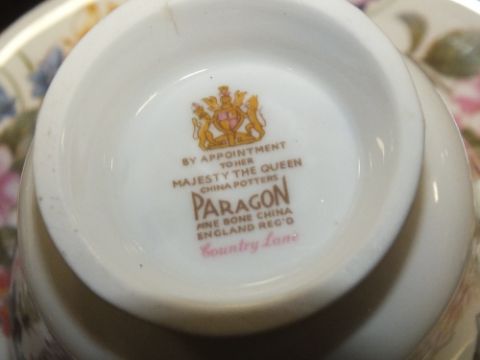 BY APPOINTMENT
TO HER
MAJESTY THE QUEEN
CHINA POTTERS
PARAGON
FINE BONE CHINA
ENGLAND REG'D
Country Lane